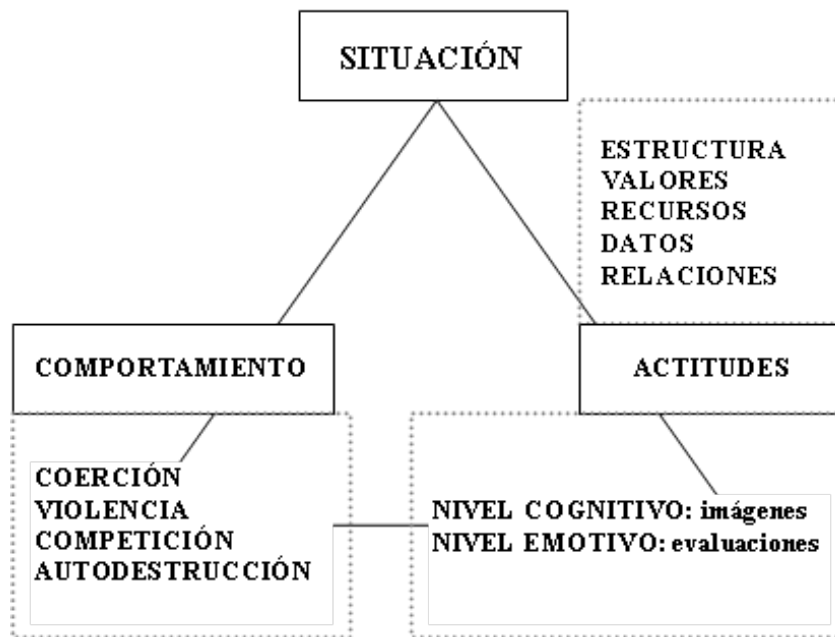 SITUACIÓN
ESTRUCTURA
VALORES
RECURSOS
DATOS
RELACIONES
COMPORTAMIENTO
ACTITUDES
COERCIÓN
VIOLENCIA
COMPETICIÓN
AUTODESTRUCCIÓN
NIVEL COGNITIVO: imágenes
NIVEL EMOTIVO: evaluaciones